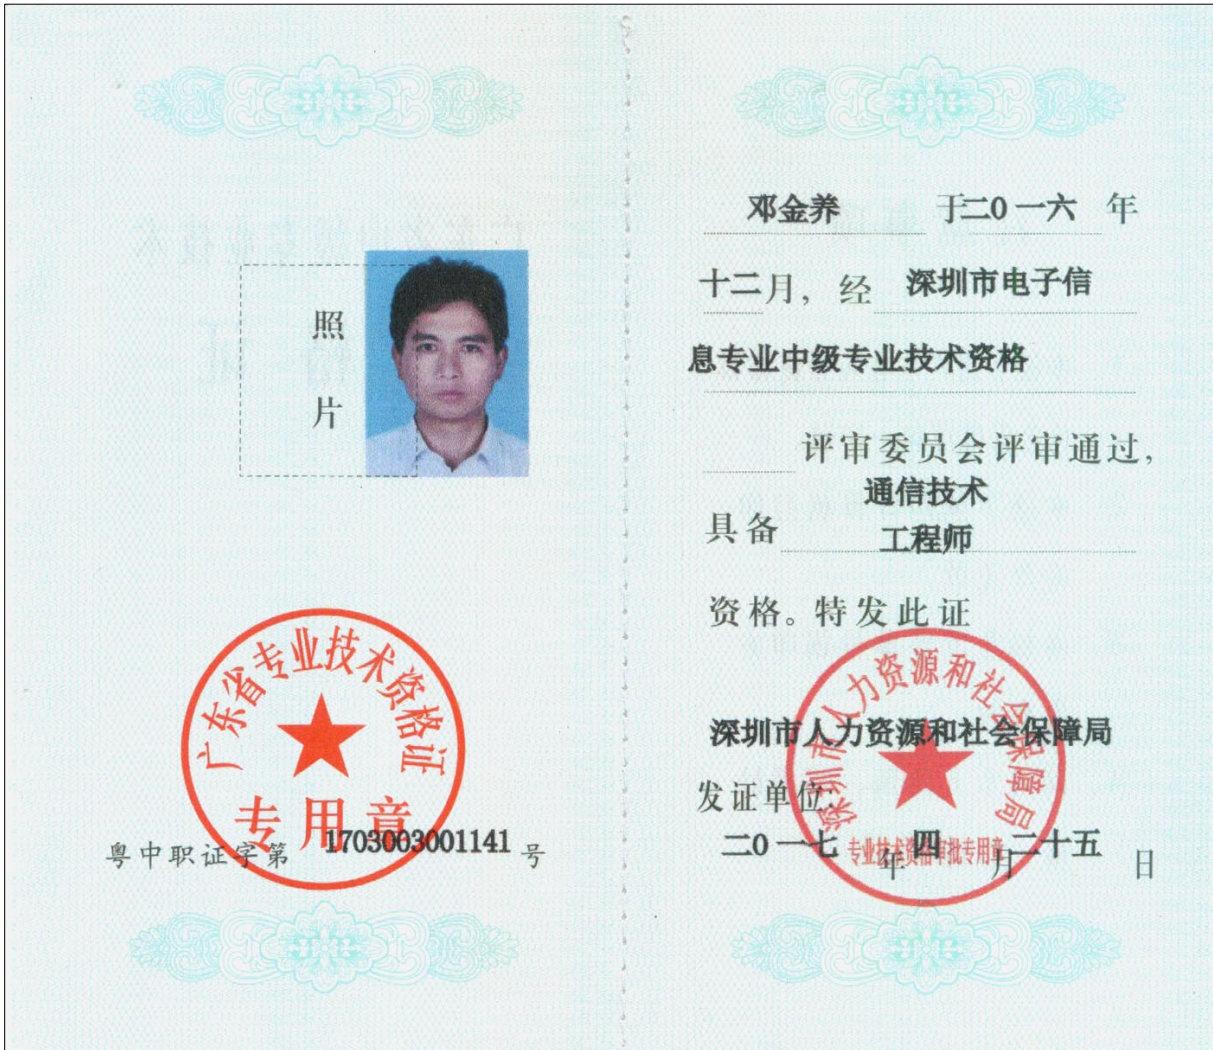 照
片
广东省专业技术资格证
专用章
粤中职证字第 1703003001141 号
邓金养 于二0一六 年
十二月，经 深圳市电子信
息专业中级专业技术资格
评审委员会评审通过，
通信技术
具备 工程师
资格。特发此证
深圳市人力资源和社会保障局
深圳市人力资源和社会保障局
发证单位:
专业技术资格审批专用章
二0一七 年 四 月 二十五 日